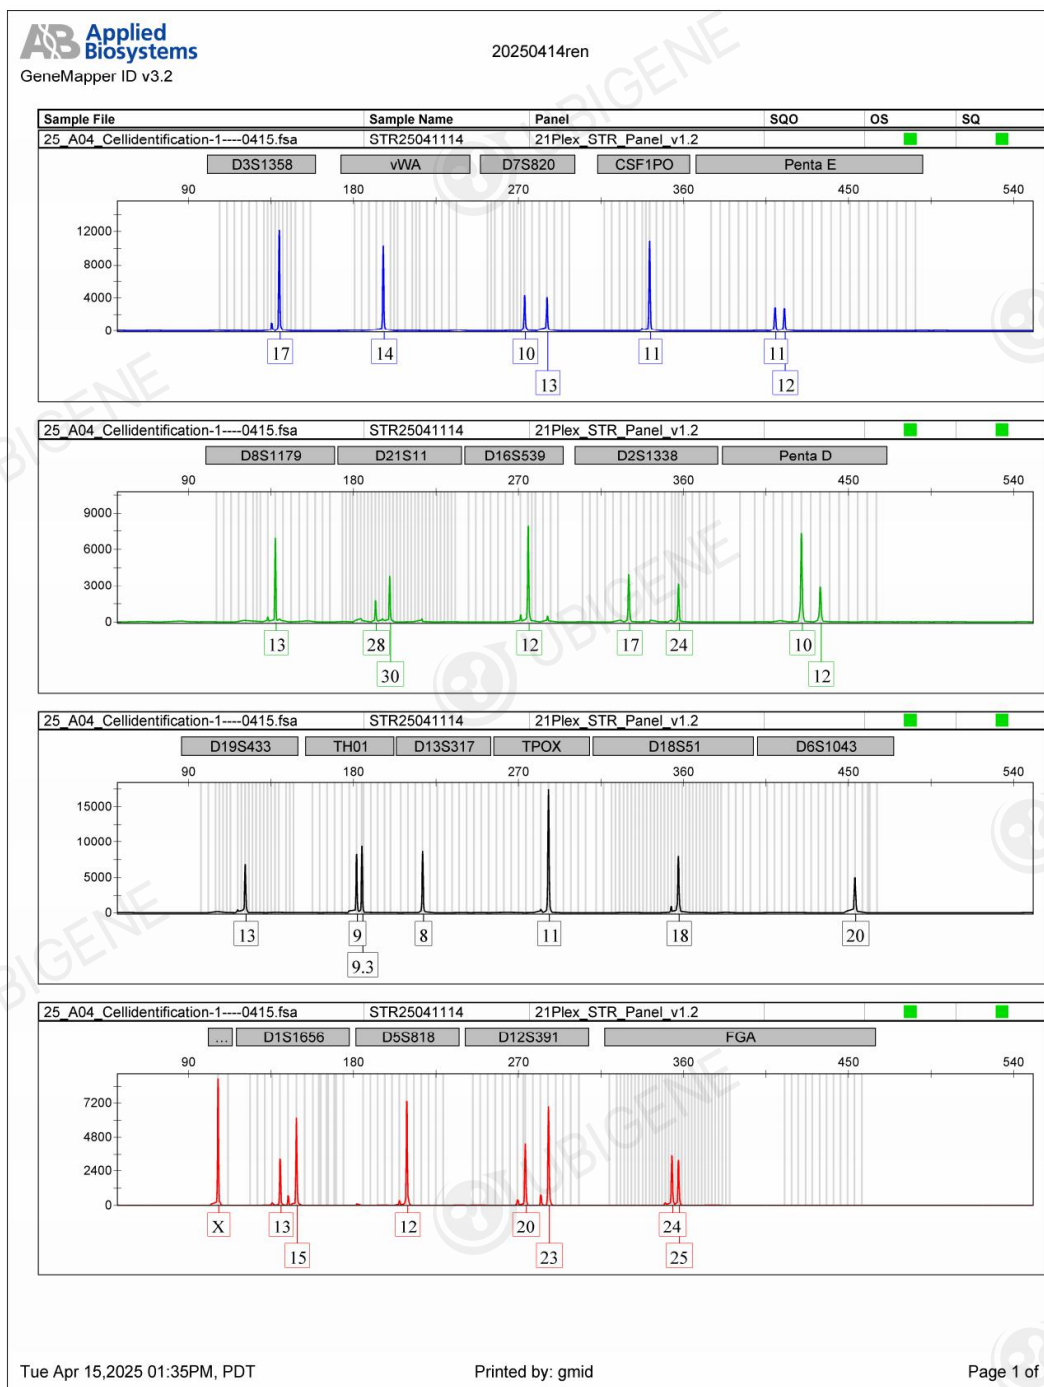 AB Applied Biosystems
GeneMapper ID v3.2
20250414ren
Sample File Sample Name Panel SQO OS SQ
25_A04_Cellidentification-1----0415.fsa STR25041114 21Plex_STR_Panel_v1.2
D3S1358 vWA D7S820 CSF1PO Penta E
90 180 270 360 450 540
12000
8000
4000
0
17 14 10 11 11
13 12
25_A04_Cellidentification-1----0415.fsa STR25041114 21Plex_STR_Panel_v1.2
D8S1179 D21S11 D16S539 D2S1338 Penta D
90 180 270 360 450 540
9000
6000
3000
0
13 28 12 17 24 10
30 12
25_A04_Cellidentification-1----0415.fsa STR25041114 21Plex_STR_Panel_v1.2
D19S433 TH01 D13S317 TPOX D18S51 D6S1043
90 180 270 360 450 540
15000
10000
5000
0
13 9 8 11 18 20
9.3
25_A04_Cellidentification-1----0415.fsa STR25041114 21Plex_STR_Panel_v1.2
... D1S1656 D5S818 D12S391 FGA
90 180 270 360 450 540
7200
4800
2400
0
X 13 12 20 24
15 23 25
Tue Apr 15,2025 01:35PM, PDT Printed by: gmid Page 1 of
UBIGENE
UBIGENE
UBIGENE
UBIGENE
UBIGENE